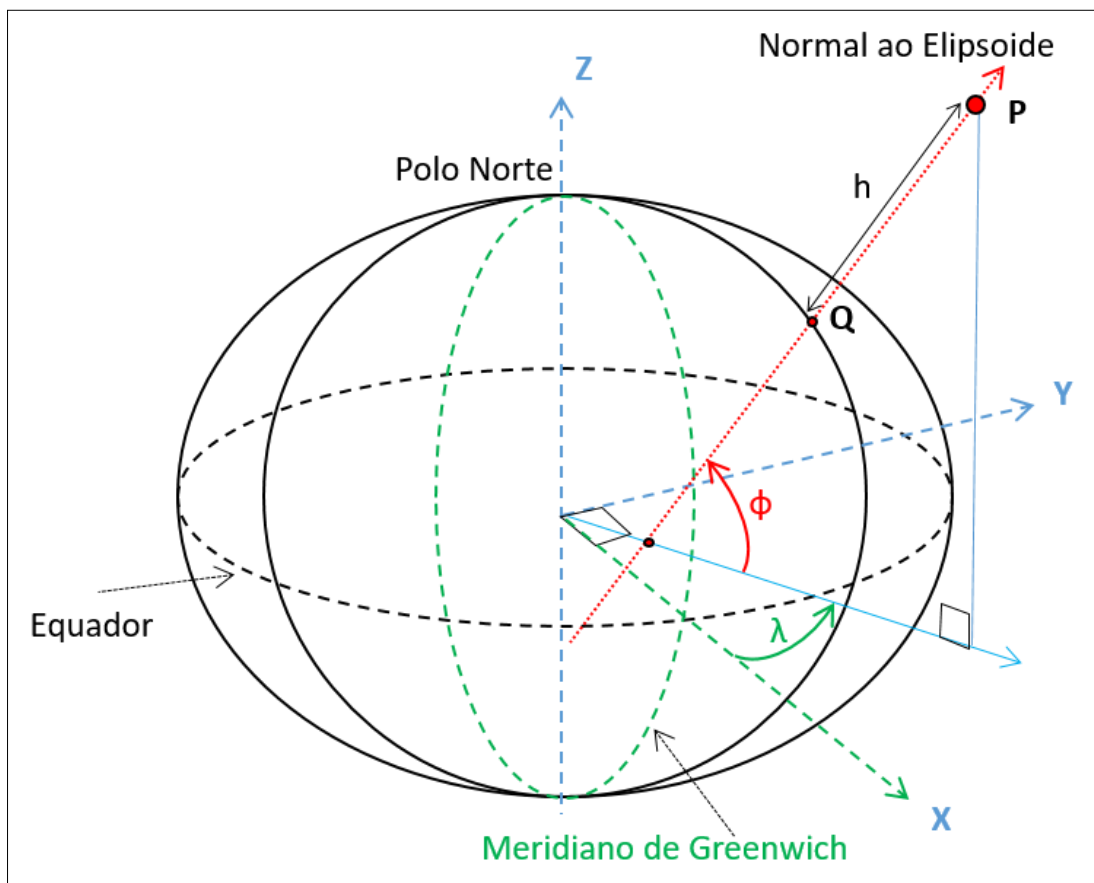 Normal ao Elipsoide
Z
P
Polo Norte
h
Q
Y
ϕ
Equador
λ
X
Meridiano de Greenwich